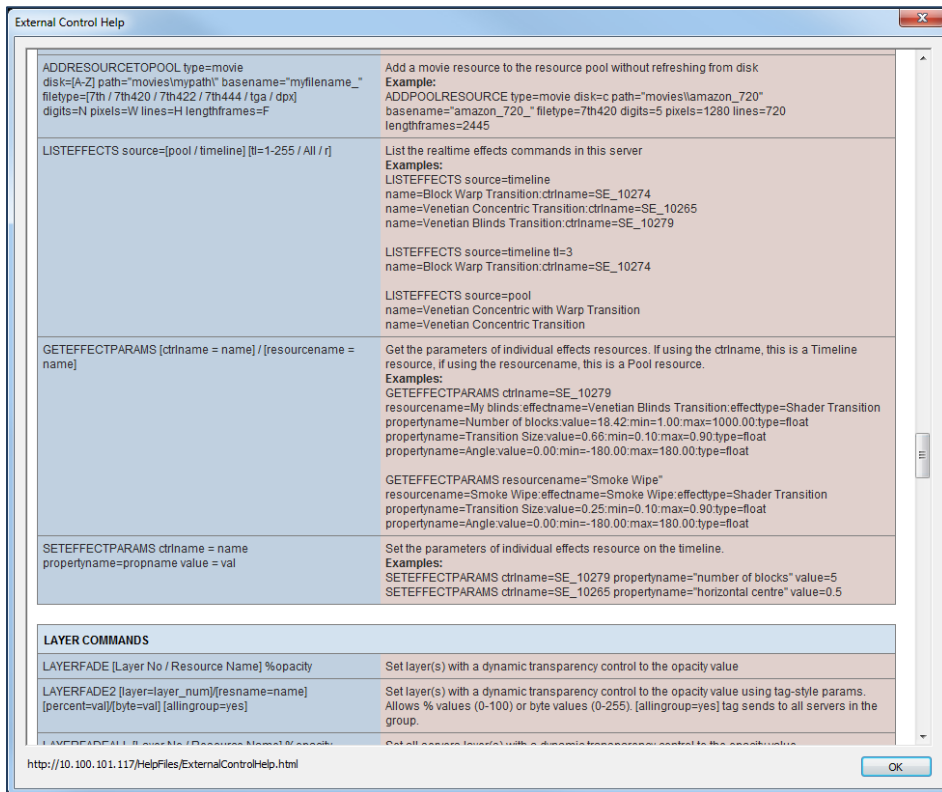 External Control Help
ADDRESOURCETOPOOL type=movie
disk=[A-Z] path="movies\mypath\" basename="myfilename_"
filetype=[7th / 7th420 / 7th422 / 7th444 / tga / dpx]
digits=N pixels=W lines=H lengthframes=F
Add a movie resource to the resource pool without refreshing from disk
Example:
ADDPOOLRESOURCE type=movie disk=c path="movies\\amazon_720"
basename="amazon_720_" filetype=7th420 digits=5 pixels=1280 lines=720
lengthframes=2445
LISTEFFECTS source=[pool / timeline] [tl=1-255 / All / r]
List the realtime effects commands in this server
Examples:
LISTEFFECTS source=timeline
name=Block Warp Transition:ctrlname=SE_10274
name=Venetian Concentric Transition:ctrlname=SE_10265
name=Venetian Blinds Transition:ctrlname=SE_10279
LISTEFFECTS source=timeline tl=3
name=Block Warp Transition:ctrlname=SE_10274
LISTEFFECTS source=pool
name=Venetian Concentric with Warp Transition
name=Venetian Concentric Transition
GETEFFECTPARAMS [ctrlname = name] / [resourcename =
name]
Get the parameters of individual effects resources. If using the ctrlname, this is a Timeline
resource, if using the resourcename, this is a Pool resource.
Examples:
GETEFFECTPARAMS ctrlname=SE_10279
resourcename=My blinds:effectname=Venetian Blinds Transition:effecttype=Shader Transition
propertyname=Number of blocks:value=18.42:min=1.00:max=1000.00:type=float
propertyname=Transition Size:value=0.66:min=0.10:max=0.90:type=float
propertyname=Angle:value=0.00:min=-180.00:max=180.00:type=float
GETEFFECTPARAMS resourcename="Smoke Wipe"
resourcename=Smoke Wipe:effectname=Smoke Wipe:effecttype=Shader Transition
propertyname=Transition Size:value=0.25:min=0.10:max=0.90:type=float
propertyname=Angle:value=0.00:min=-180.00:max=180.00:type=float
SETEFFECTPARAMS ctrlname = name
propertyname=propname value = val
Set the parameters of individual effects resource on the timeline.
Examples:
SETEFFECTPARAMS ctrlname=SE_10279 propertyname="number of blocks" value=5
SETEFFECTPARAMS ctrlname=SE_10265 propertyname="horizontal centre" value=0.5
LAYER COMMANDS
LAYERFADE [Layer No / Resource Name] %opacity
Set layer(s) with a dynamic transparency control to the opacity value
LAYERFADE2 [layer=layer_num]/[resname=name]
[percent=val]/[byte=val] [allingroup=yes]
Set layer(s) with a dynamic transparency control to the opacity value using tag-style params.
Allows % values (0-100) or byte values (0-255). [allingroup=yes] tag sends to all servers in the
group.
LAYERFADEALL [Layer No / Resource Name] %opacity
Set all servers layer(s) with a dynamic transparency control to the opacity value
http://10.100.101.117/HelpFiles/ExternalControlHelp.html
OK